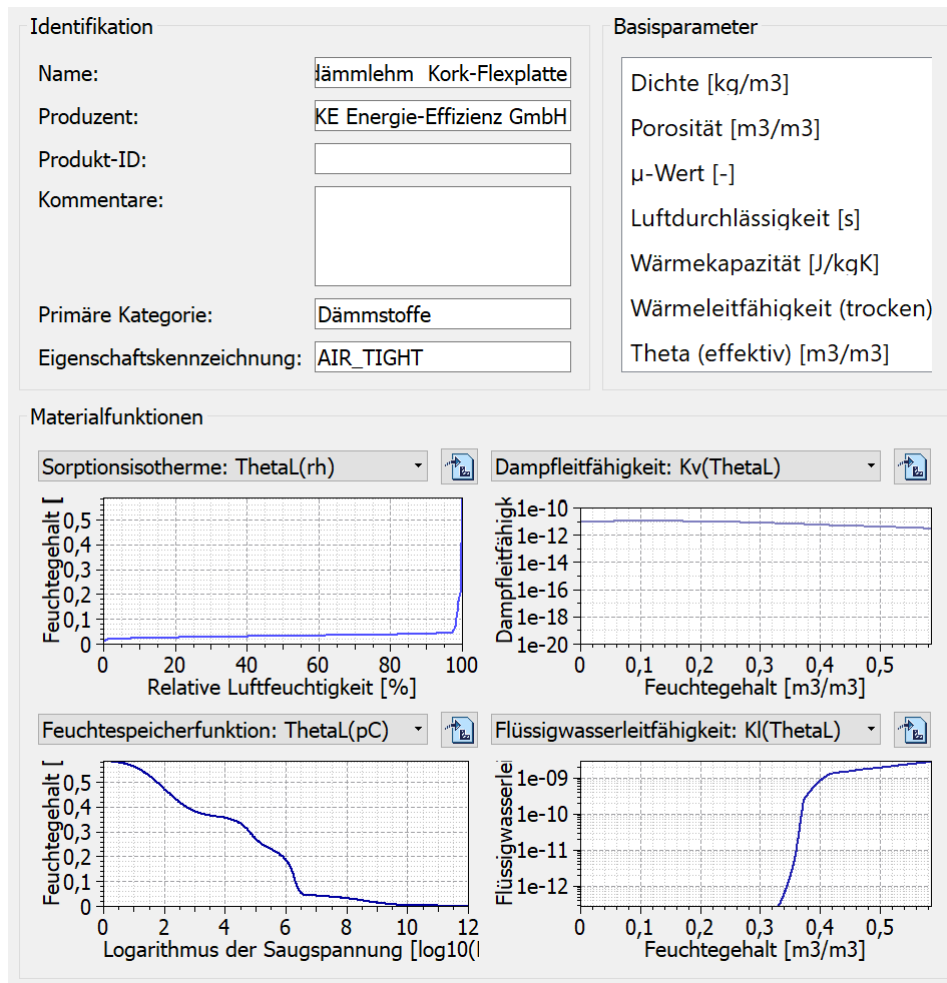 Identifikation
Name:
dämmlehm Kork-Flexplatte
Produzent:
KE Energie-Effizienz GmbH
Produkt-ID:
Kommentare:
Primäre Kategorie:
Dämmstoffe
Eigenschaftskennzeichnung:
AIR_TIGHT
Basisparameter
Dichte [kg/m3]
Porosität [m3/m3]
µ-Wert [-]
Luftdurchlässigkeit [s]
Wärmekapazität [J/kgK]
Wärmeleitfähigkeit (trocken)
Theta (effektiv) [m3/m3]
Materialfunktionen
Sorptionsisotherme: ThetaL(rh)
Feuchtegehalt [
0,5
0,4
0,3
0,2
0,1
0
0 20 40 60 80 100
Relative Luftfeuchtigkeit [%]
Dampfleitfähigkeit: Kv(ThetaL)
Dampfleitfähigk
1e-10
1e-12
1e-14
1e-16
1e-18
1e-20
0 0,1 0,2 0,3 0,4 0,5
Feuchtegehalt [m3/m3]
Feuchtespeicherfunktion: ThetaL(pC)
Feuchtegehalt [
0,5
0,4
0,3
0,2
0,1
0
0 2 4 6 8 10 12
Logarithmus der Saugspannung [log10(
Flüssigwasserleitfähigkeit: Kl(ThetaL)
Flüssigwasserlei
1e-09
1e-10
1e-11
1e-12
0 0,1 0,2 0,3 0,4 0,5
Feuchtegehalt [m3/m3]